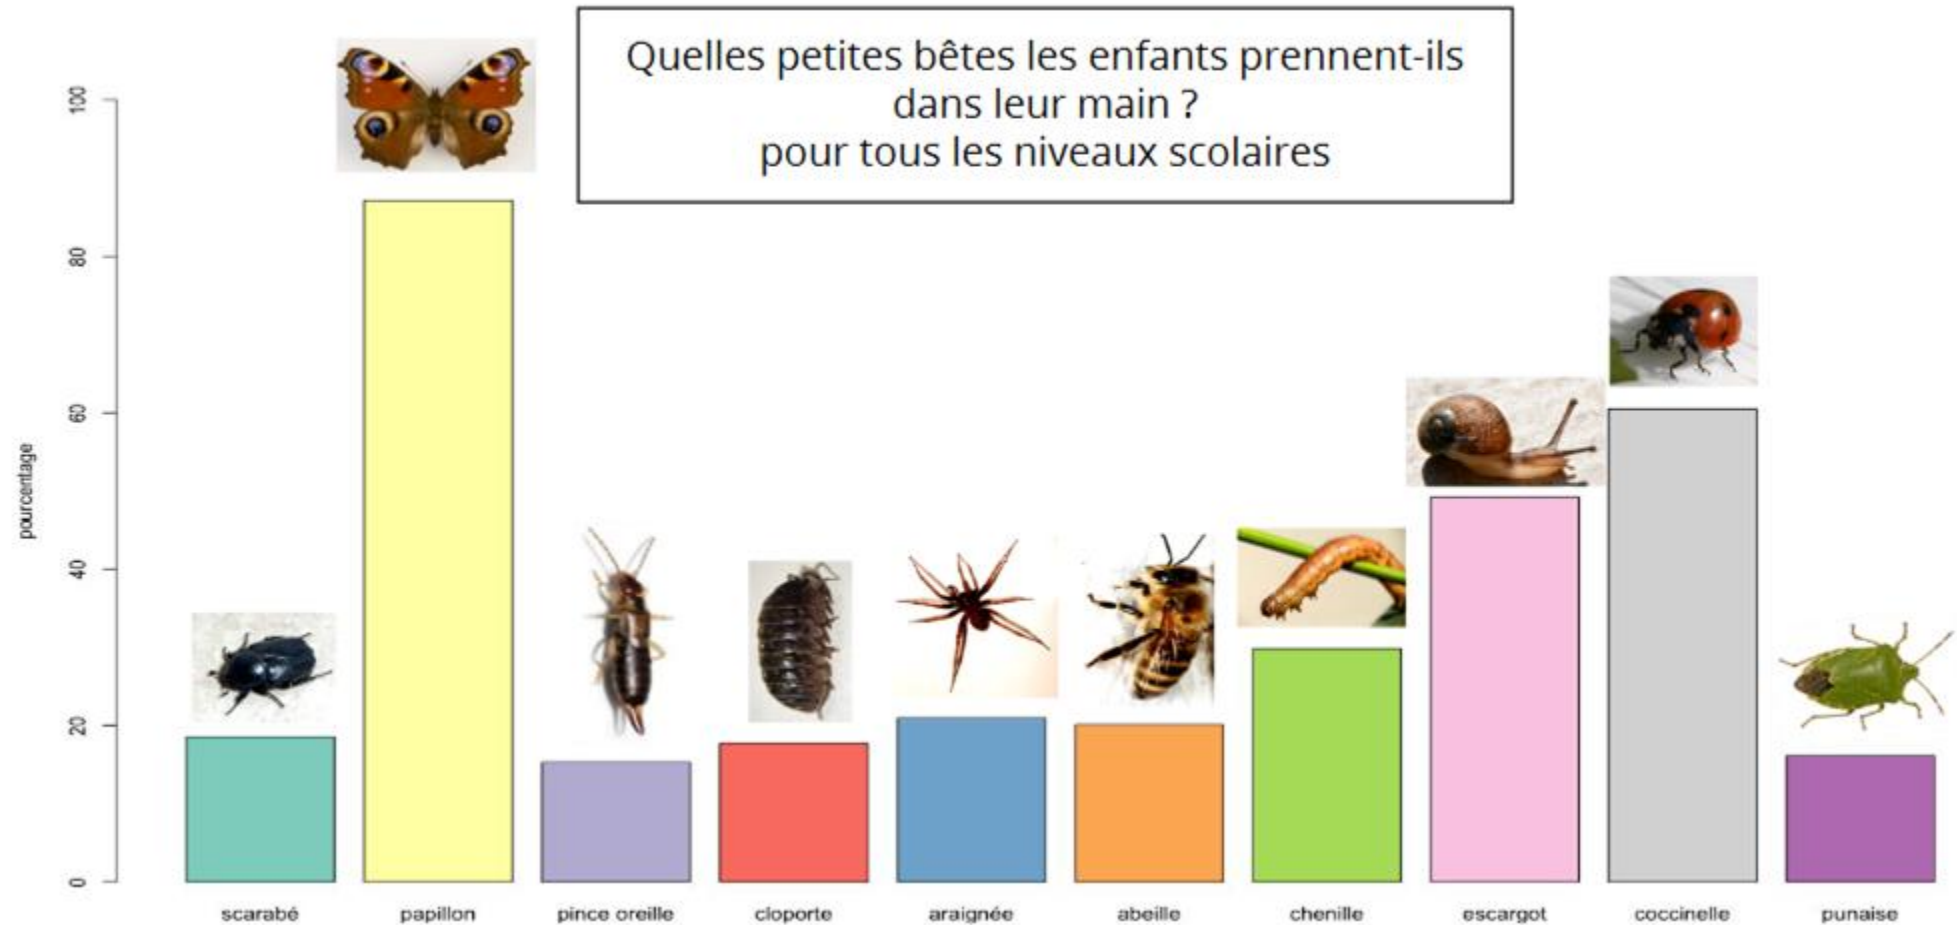 Quelles petites bêtes les enfants prennent-ils
dans leur main ?
pour tous les niveaux scolaires
pourcentage
100
80
60
40
20
0
scarabé
papillon
pince oreille
cloporte
araignée
abeille
chenille
escargot
coccinelle
punaise